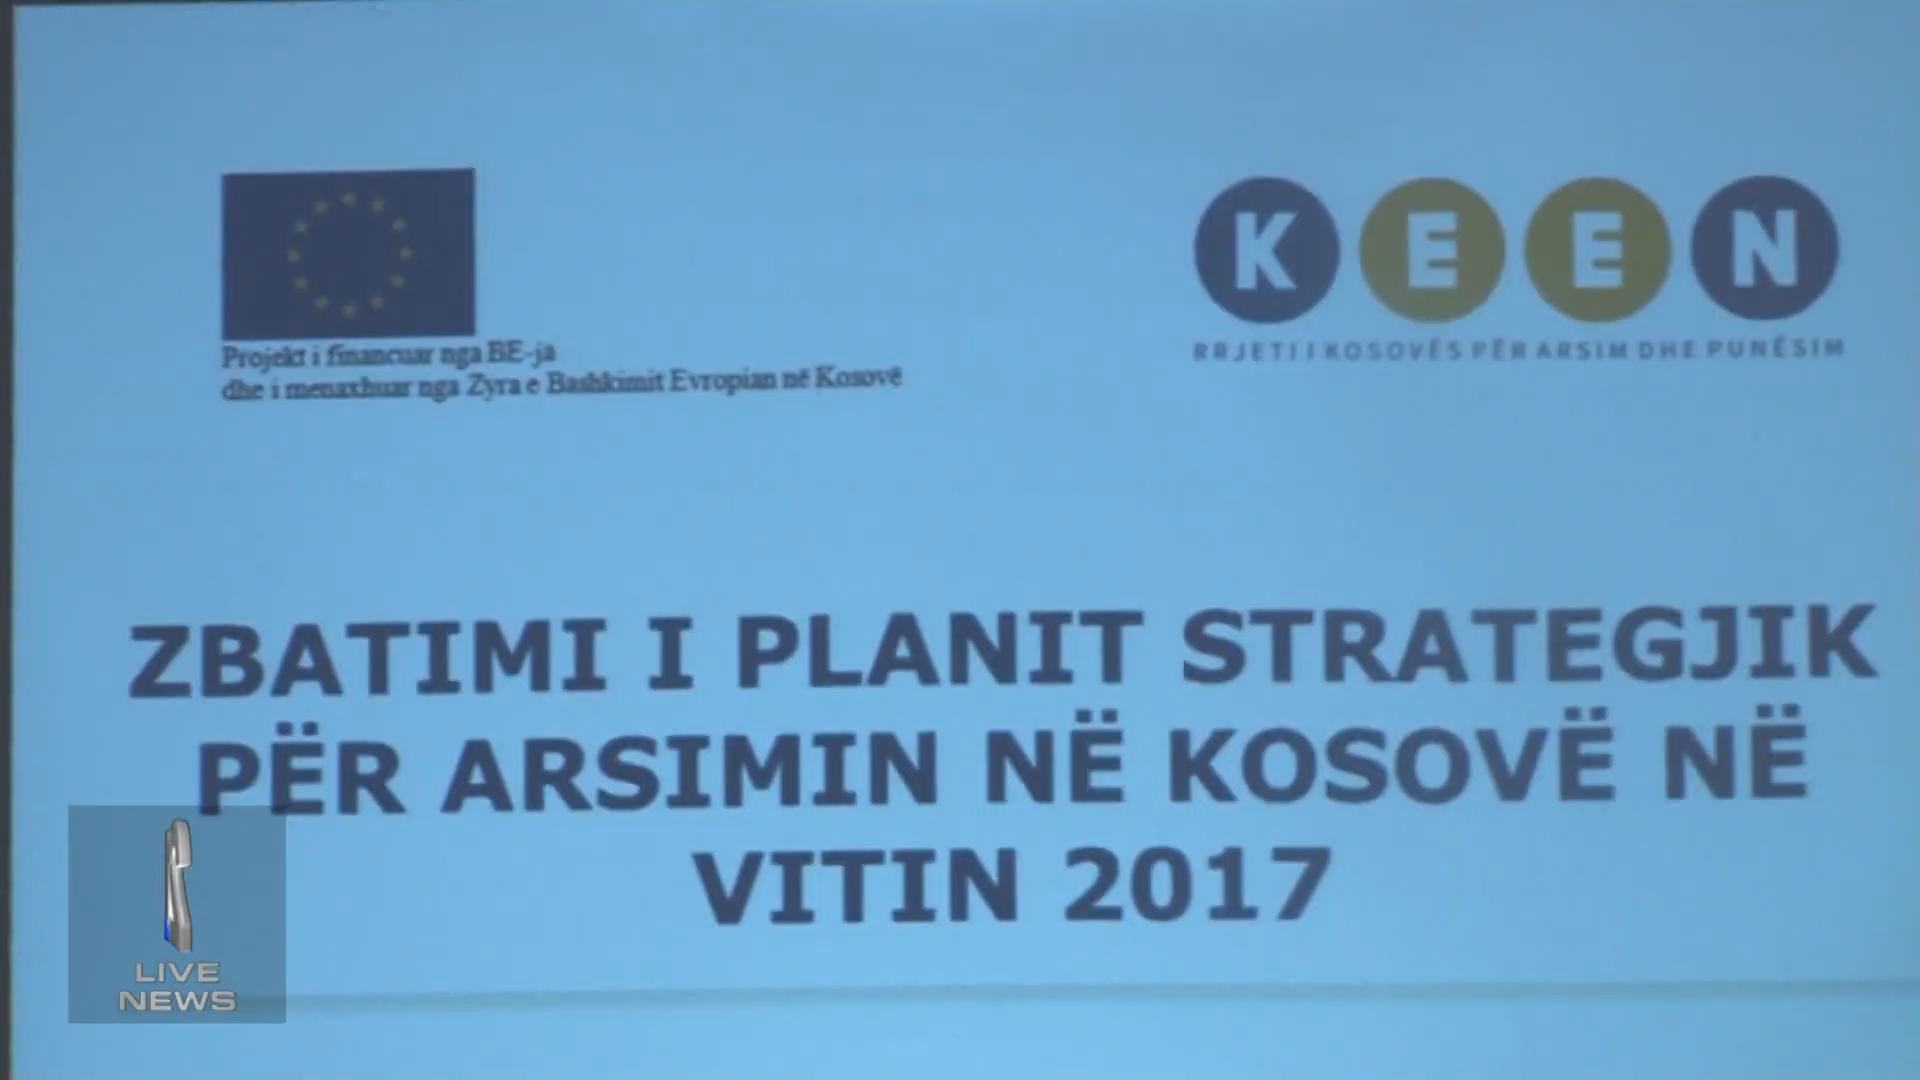 KEEN
RRJETI I KOSOVËS PËR ARSIM DHE PUNËSIM
Projekt i financuar nga BE-ja
dhe i menaxhuar nga Zyra e Bashkimit Evropian në Kosovë
ZBATIMI I PLANIT STRATEGJIK
PËR ARSIMIN NË KOSOVË NË
VITIN 2017
LIVE
NEWS